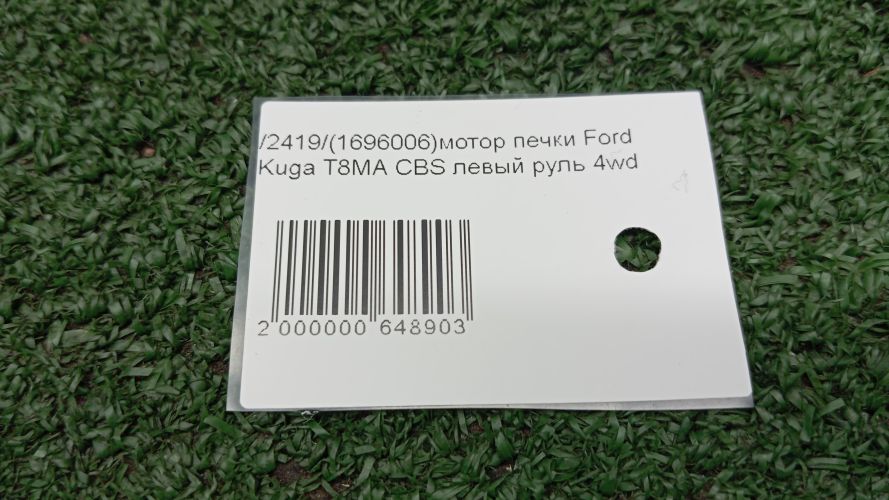 /2419/(1696006)мотор печки Ford
Kuga T8MA CBS левый руль 4wd
2 000000 648903